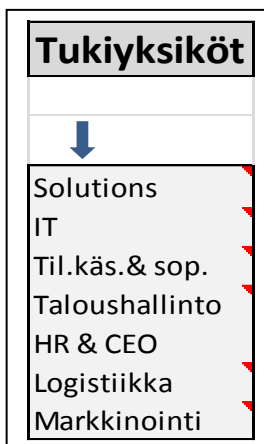 Tukiyksiköt
Solutions
IT
Til.käs.& sop.
Taloushallinto
HR & CEO
Logistiikka
Markkinointi